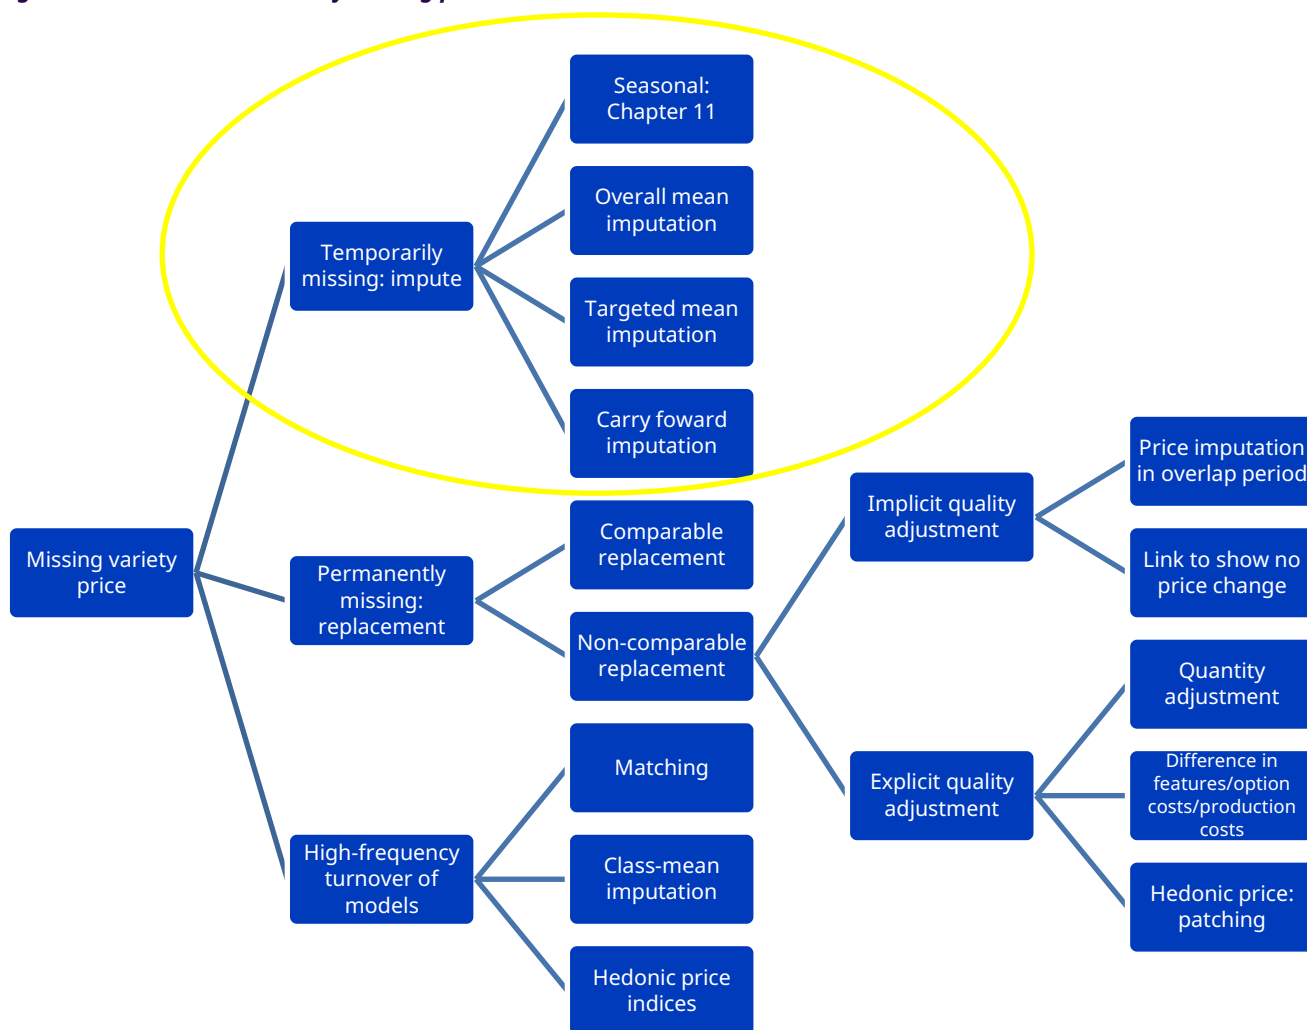 Seasonal:
Chapter 11
Overall mean
imputation
Temporarily
missing: impute
Targeted mean
imputation
Carry foward
imputation
Price imputation
in overlap period
Implicit quality
adjustment
Comparable
replacement
Missing variety
price
Permanently
missing:
replacement
Link to show no
price change
Non-comparable
replacement
Quantity
adjustment
Matching
Explicit quality
adjustment
Difference in
features/option
costs/production
costs
High-frequency
turnover of
models
Class-mean
imputation
Hedonic price:
patching
Hedonic price
indices